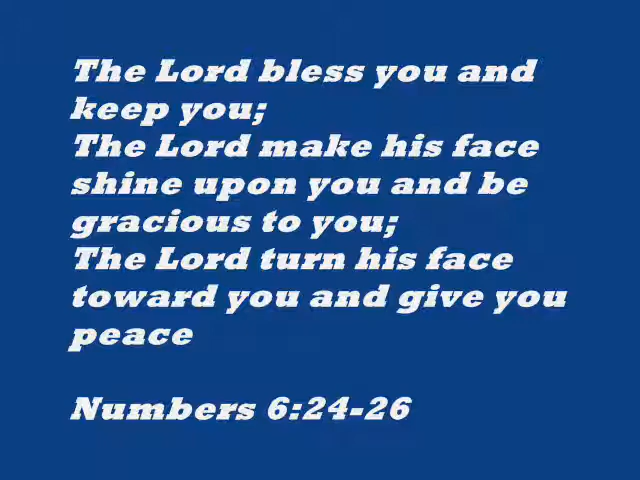 The Lord bless you and
keep you;
The Lord make his face
shine upon you and be
gracious to you;
The Lord turn his face
toward you and give you
peace
Numbers 6:24-26